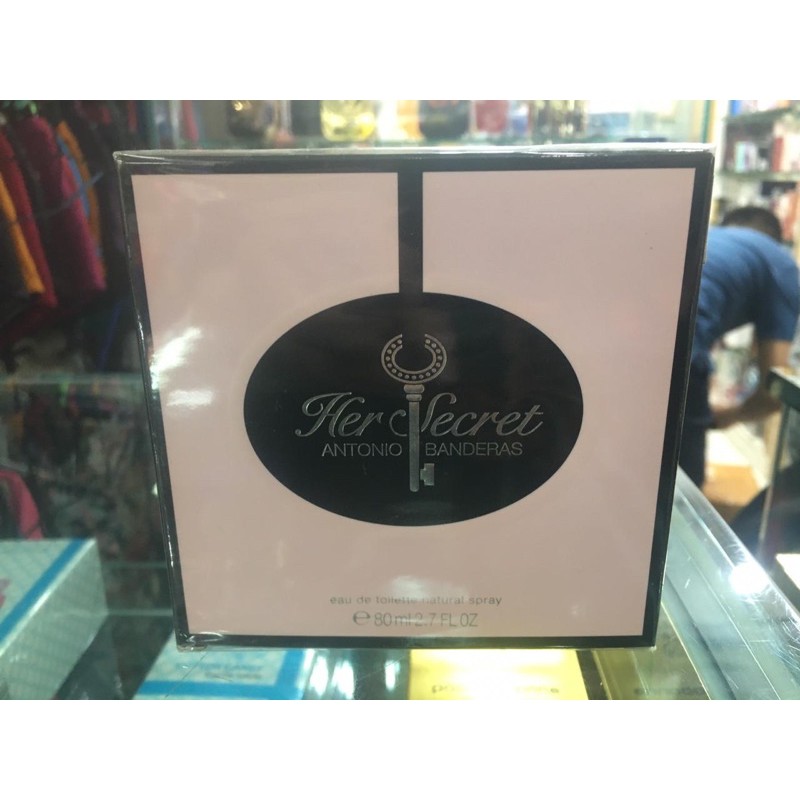 Her Secret
ANTONIO BANDERAS
eau de toilette natural spray
℮ 80 ml 2.7 FL.OZ